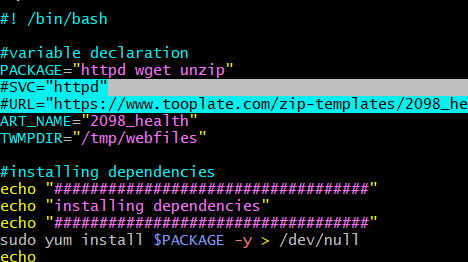 #! /bin/bash
#variable declaration
PACKAGE="httpd wget unzip"
#SVC="httpd"
#URL="https://www.tooplate.com/zip-templates/2098_he
ART_NAME="2098_health"
TWMPDIR="/tmp/webfiles"
#installing dependencies
echo "###################################"
echo "installing dependencies"
echo "###################################"
sudo yum install $PACKAGE -y > /dev/null
echo